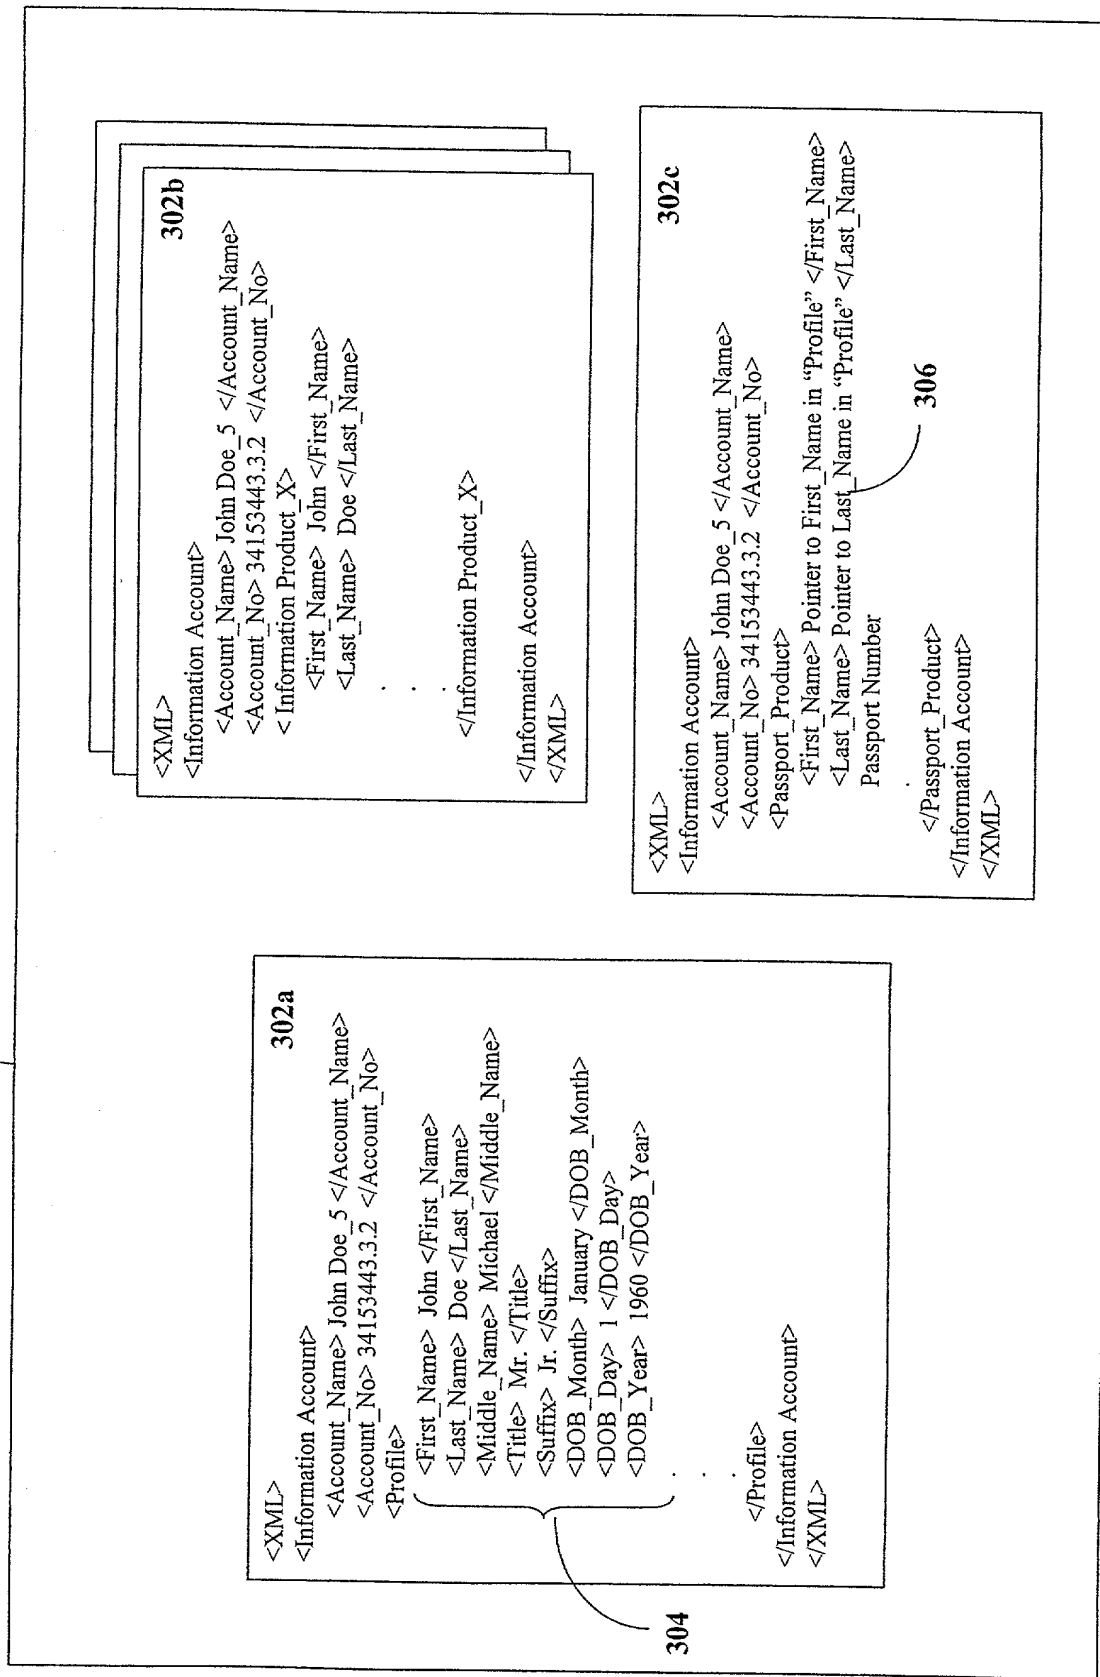 302a
<XML>
<Information Account>
<Account_Name> John Doe_5 </Account_Name>
<Account_No> 34153443.3.2 </Account_No>
<Profile>
<First_Name> John </First_Name>
<Last_Name> Doe </Last_Name>
<Middle_Name> Michael </Middle_Name>
<Title> Mr. </Title>
<Suffix> Jr. </Suffix>
<DOB_Month> January </DOB_Month>
<DOB_Day> 1 </DOB_Day>
<DOB_Year> 1960 </DOB_Year>
.
.
.
</Profile>
</Information Account>
</XML>
304
302b
<XML>
<Information Account>
<Account_Name> John Doe_5 </Account_Name>
<Account_No> 34153443.3.2 </Account_No>
< Information Product_X>
<First_Name> John </First_Name>
<Last_Name> Doe </Last_Name>
.
.
.
</Information Product_X>
</Information Account>
</XML>
302c
<XML>
<Information Account>
<Account_Name> John Doe_5 </Account_Name>
<Account_No> 34153443.3.2 </Account_No>
<Passport_Product>
<First_Name> Pointer to First_Name in “Profile” </First_Name>
<Last_Name> Pointer to Last_Name in “Profile” </Last_Name>
Passport Number
.
</Passport_Product>
</Information Account>
</XML>
306